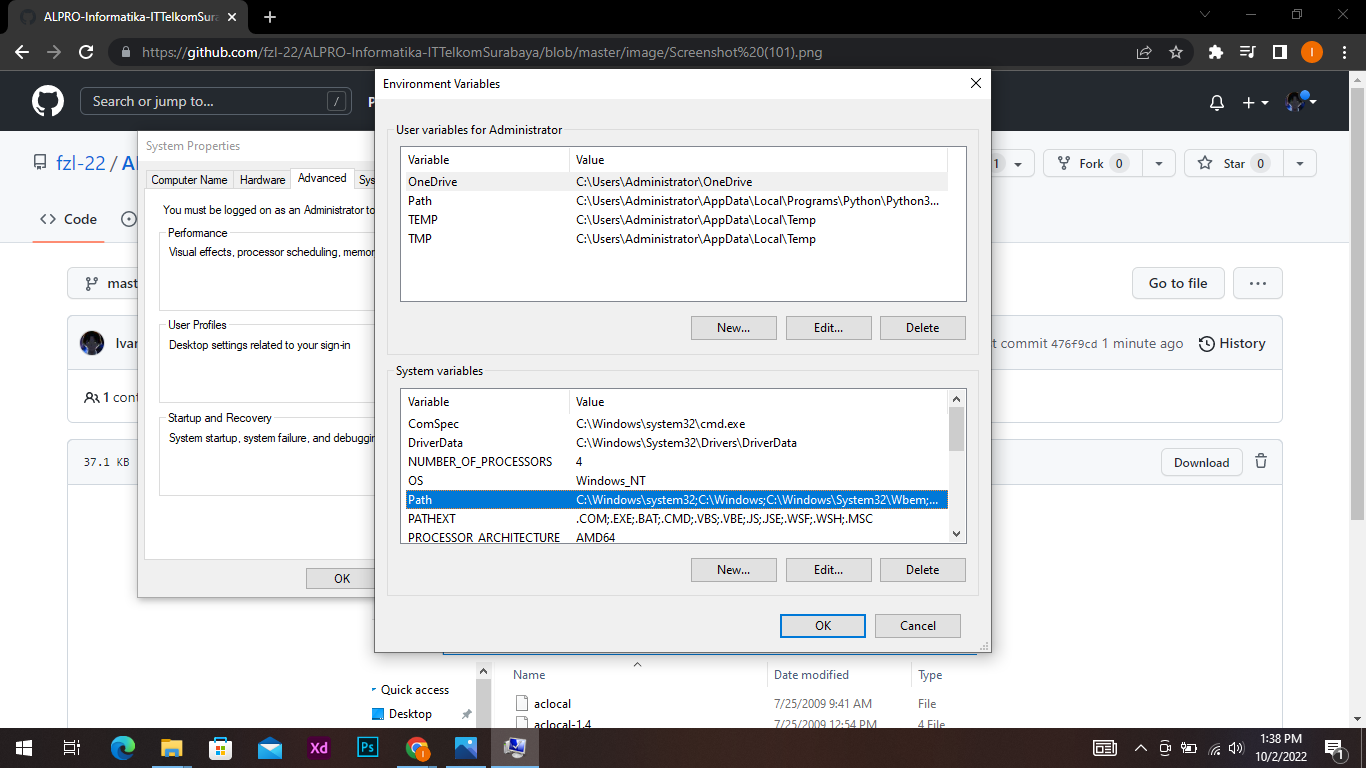 ALPRO-Informatika-ITTelkomSura
https://github.com/fzl-22/ALPRO-Informatika-ITTelkomSurabaya/blob/master/image/Screenshot%20(101).png
I
Search or jump to... /
P
fzl-22 / A
1
Fork 0
Star 0
Code
mast
Go to file
Ivan
t commit 476f9cd 1 minute ago
History
1 cont
37.1 KB
Download
System Properties
Computer Name
Hardware
Advanced
Sys
You must be logged on as an Administrator to
Performance
Visual effects, processor scheduling, memor
User Profiles
Desktop settings related to your sign-in
Startup and Recovery
System startup, system failure, and debuggin
OK
Environment Variables
User variables for Administrator
Variable Value
OneDrive C:\Users\Administrator\OneDrive
Path C:\Users\Administrator\AppData\Local\Programs\Python\Python3...
TEMP C:\Users\Administrator\AppData\Local\Temp
TMP C:\Users\Administrator\AppData\Local\Temp
New... Edit... Delete
System variables
Variable Value
ComSpec C:\Windows\system32\cmd.exe
DriverData C:\Windows\System32\Drivers\DriverData
NUMBER_OF_PROCESSORS 4
OS Windows_NT
Path C:\Windows\system32;C:\Windows;C:\Windows\System32\Wbem;...
PATHEXT .COM;.EXE;.BAT;.CMD;.VBS;.VBE;.JS;.JSE;.WSF;.WSH;.MSC
PROCESSOR_ARCHITECTURE AMD64
New... Edit... Delete
OK Cancel
Name Date modified Type
Quick access
Desktop
aclocal 7/25/2009 9:41 AM File
aclocal-1.4 7/25/2009 12:54 PM 4 File
Xd
Ps
I
1:38 PM
10/2/2022
1